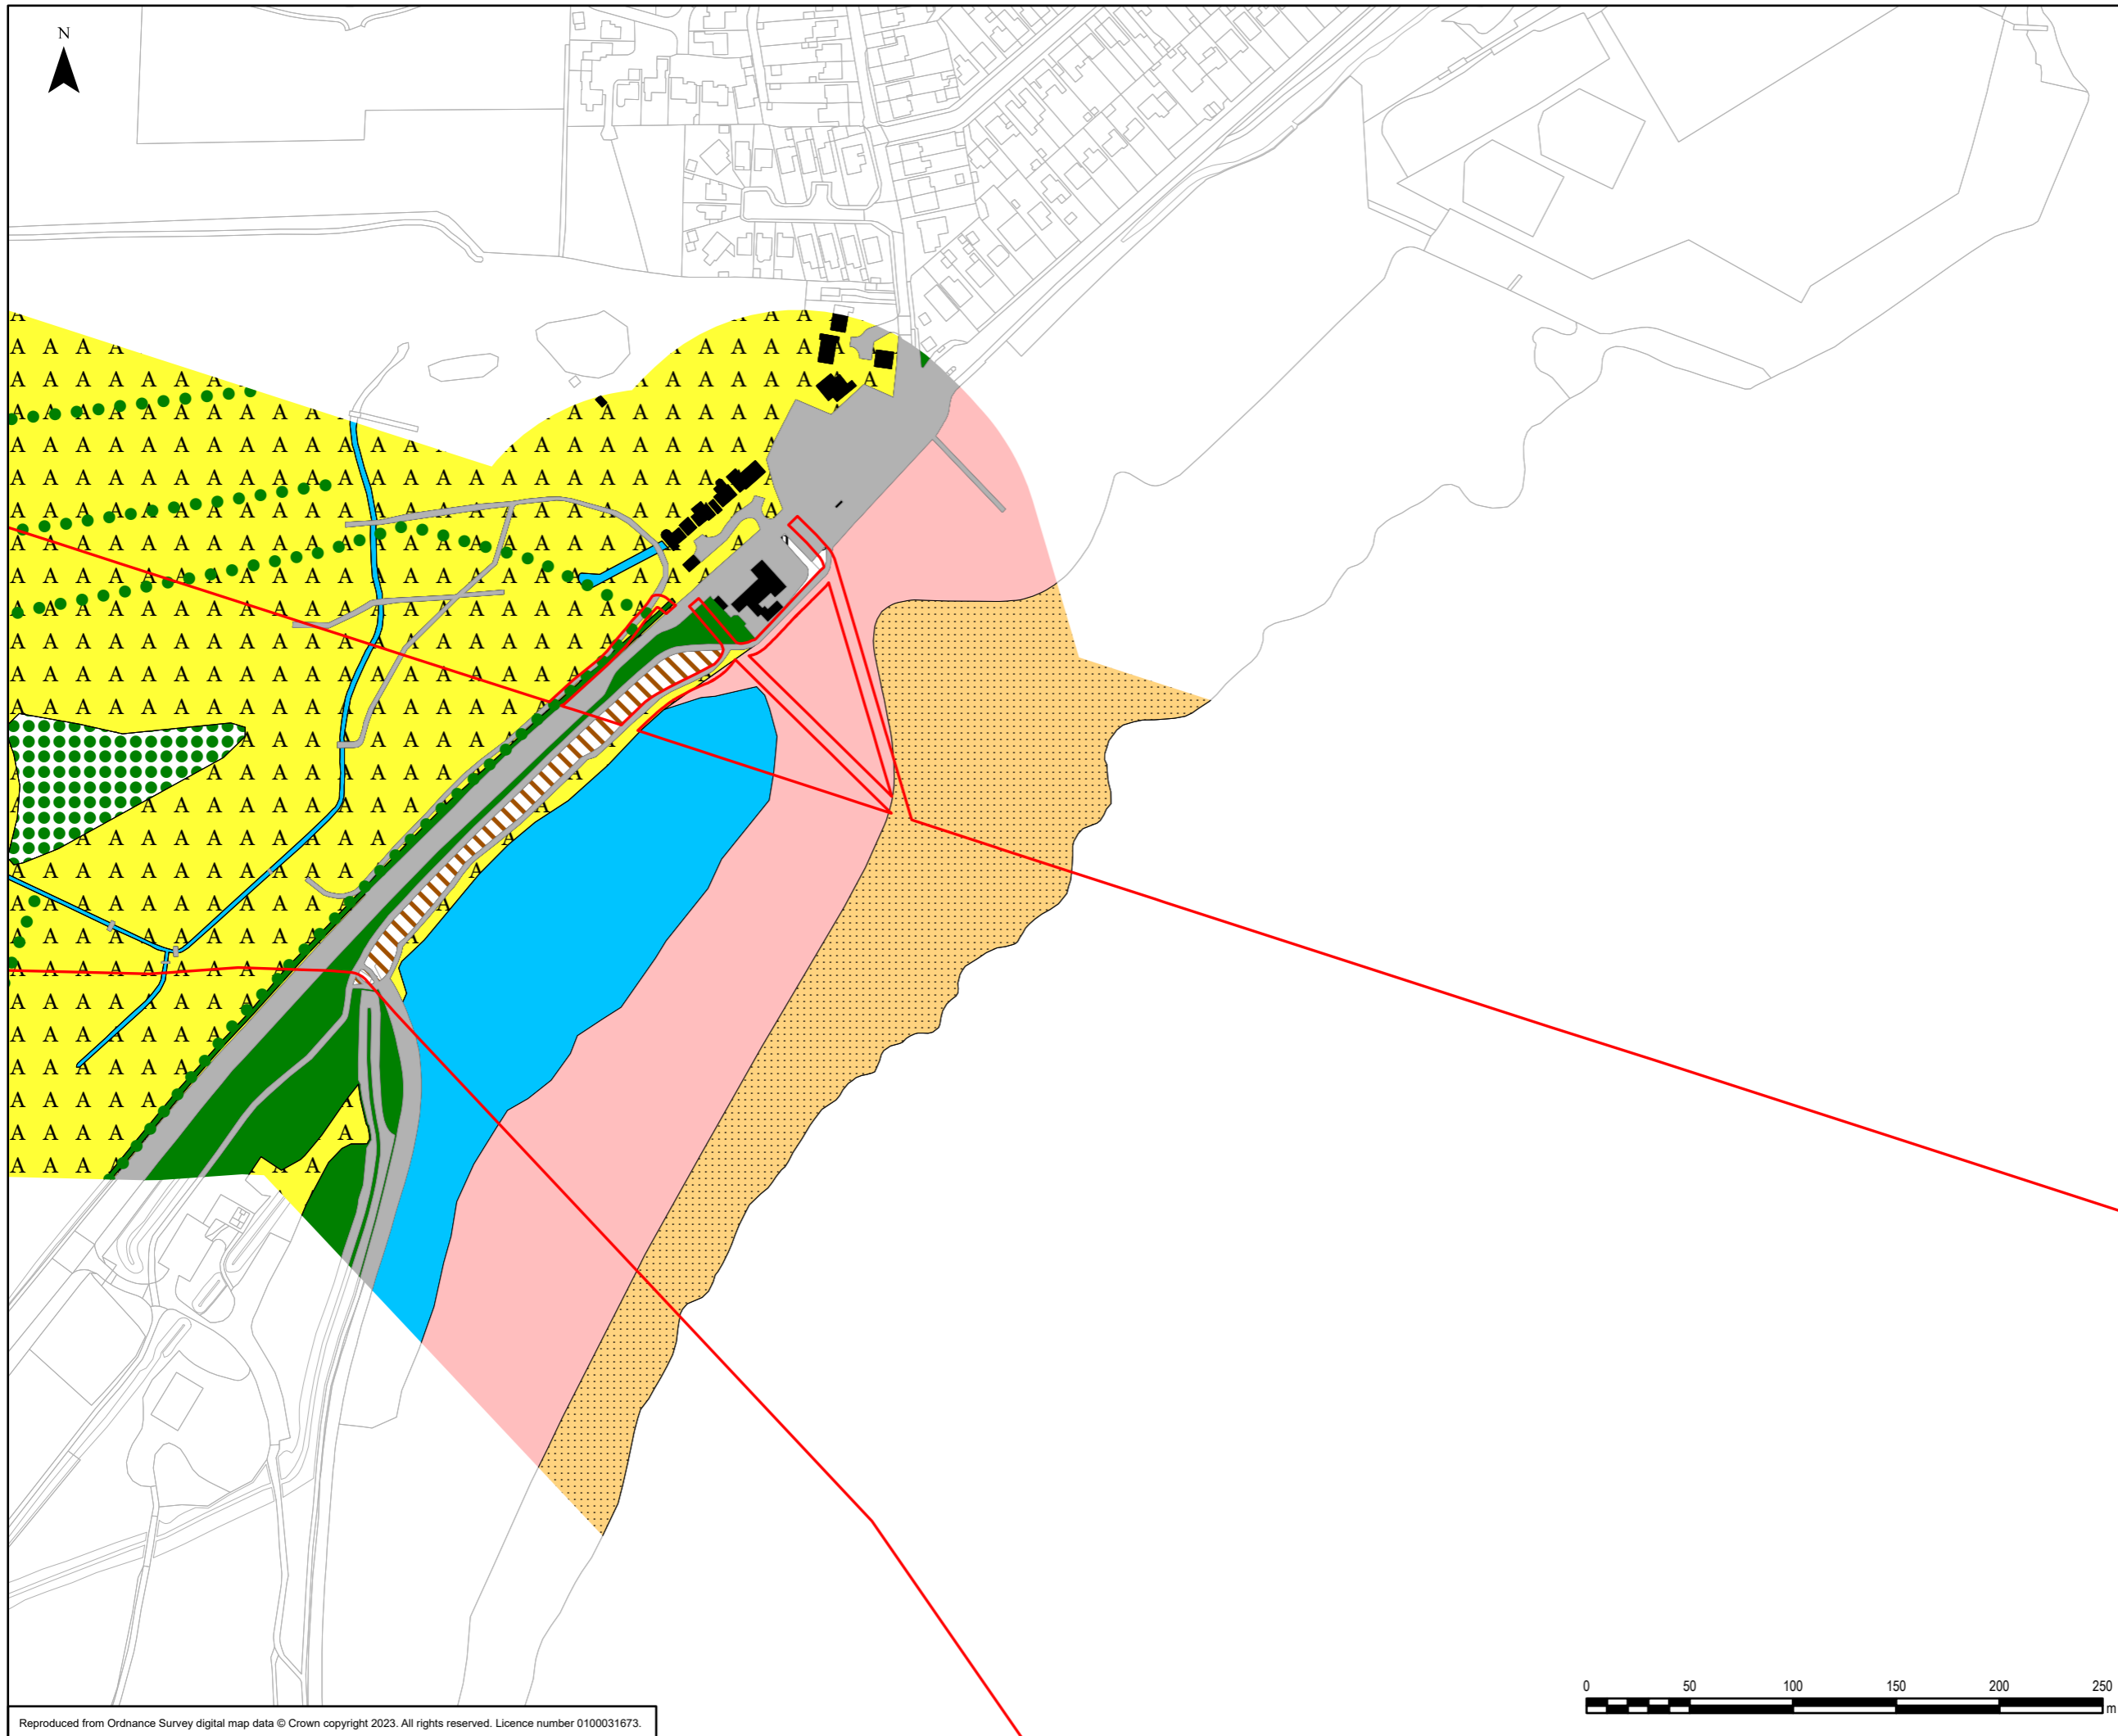 N
0 50 100 150 200 250
m
Reproduced from Ordnance Survey digital map data © Crown copyright 2023. All rights reserved. Licence number 0100031673.